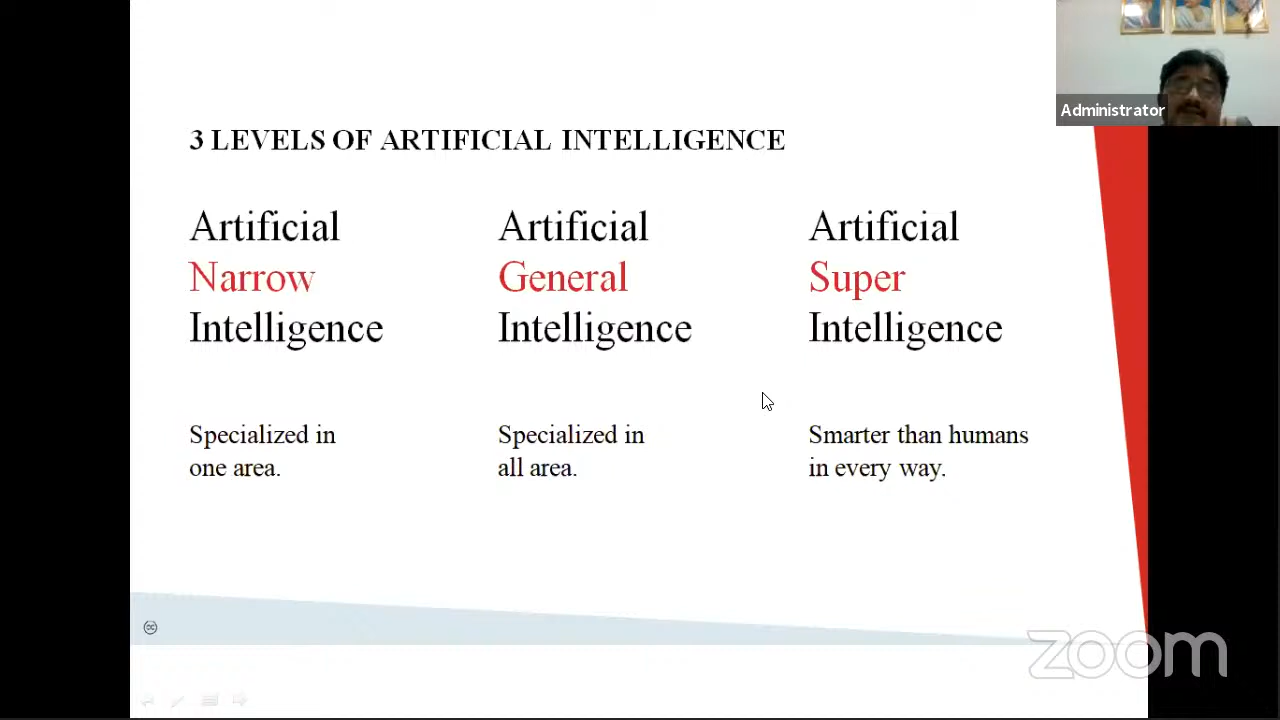 Administrator
3 LEVELS OF ARTIFICIAL INTELLIGENCE
Artificial
Narrow
Intelligence
Specialized in
one area.
Artificial
General
Intelligence
Specialized in
all area.
Artificial
Super
Intelligence
Smarter than humans
in every way.
zoom